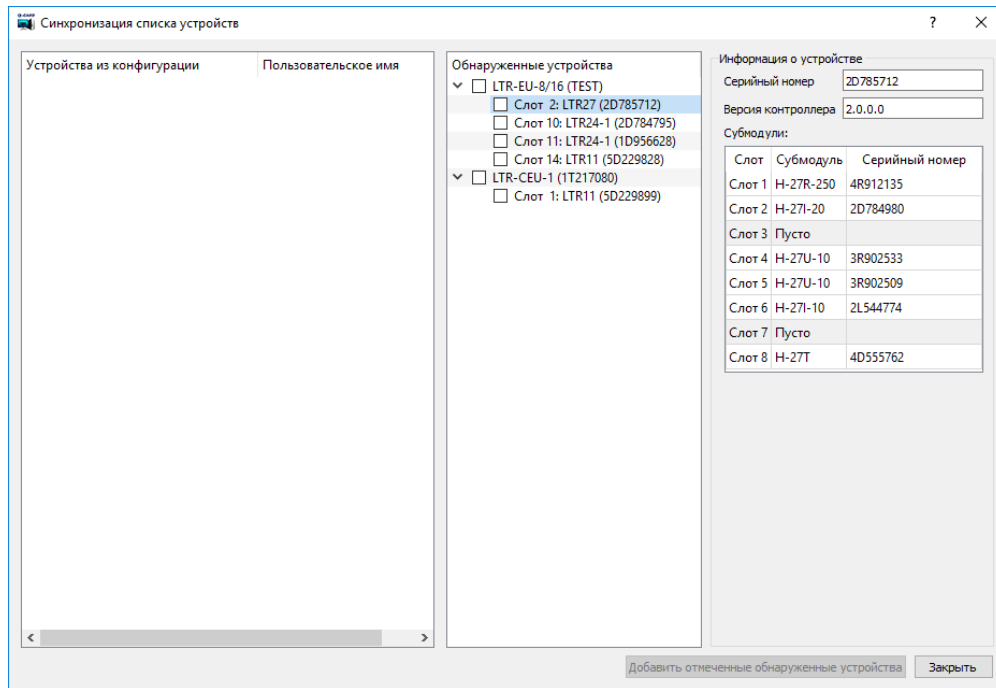 Синхронизация списка устройств
Устройства из конфигурации Пользовательское имя
Обнаруженные устройства
LTR-EU-8/16 (TEST)
Слот 2: LTR27 (2D785712)
Слот 10: LTR24-1 (2D784795)
Слот 11: LTR24-1 (1D956628)
Слот 14: LTR11 (5D229828)
LTR-CEU-1 (1T217080)
Слот 1: LTR11 (5D229899)
Информация о устройстве
Серийный номер 2D785712
Версия контроллера 2.0.0.0
Субмодули:
Слот Субмодуль Серийный номер
Слот 1 H-27R-250 4R912135
Слот 2 H-27I-20 2D784980
Слот 3 Пусто
Слот 4 H-27U-10 3R902533
Слот 5 H-27U-10 3R902509
Слот 6 H-27I-10 2L544774
Слот 7 Пусто
Слот 8 H-27T 4D555762
Добавить отмеченные обнаруженные устройства Закрыть